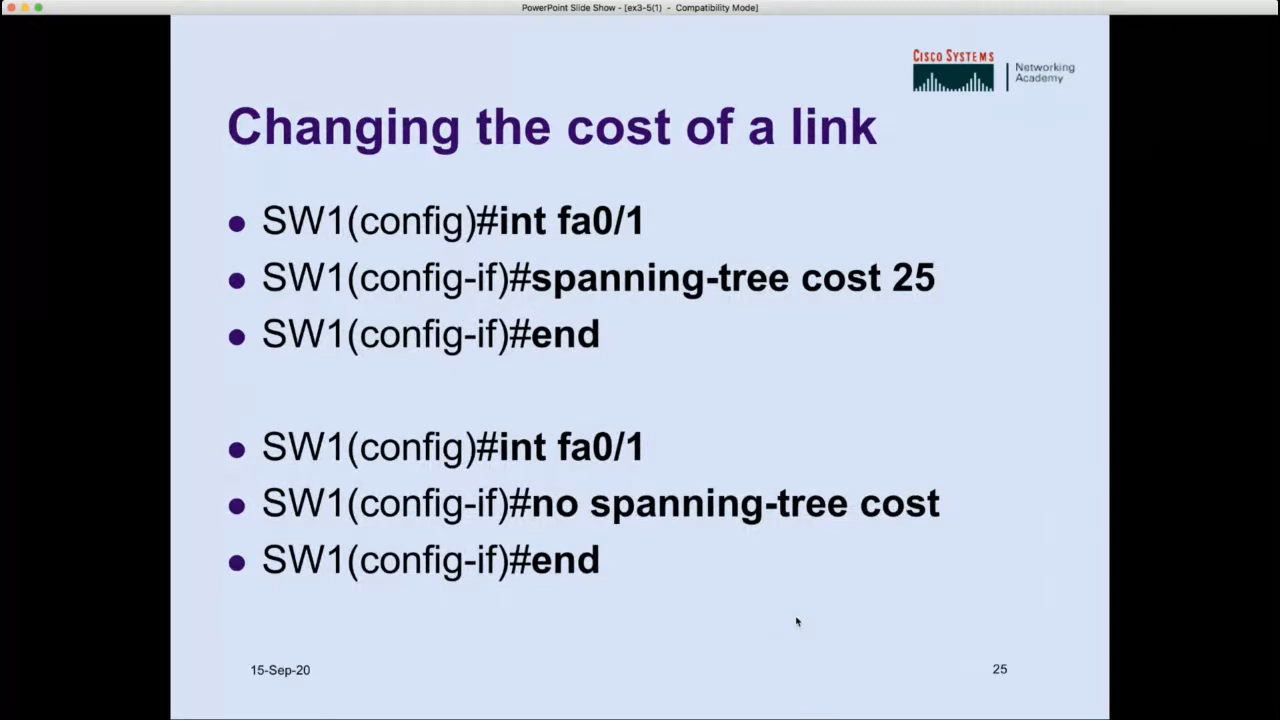 PowerPoint Slide Show - [ex3-5(1) - Compatibility Mode]
CISCO SYSTEMS
Networking
Academy
Changing the cost of a link
SW1(config)#int fa0/1
SW1(config-if)#spanning-tree cost 25
SW1(config-if)#end
SW1(config)#int fa0/1
SW1(config-if)#no spanning-tree cost
SW1(config-if)#end
15-Sep-20
25